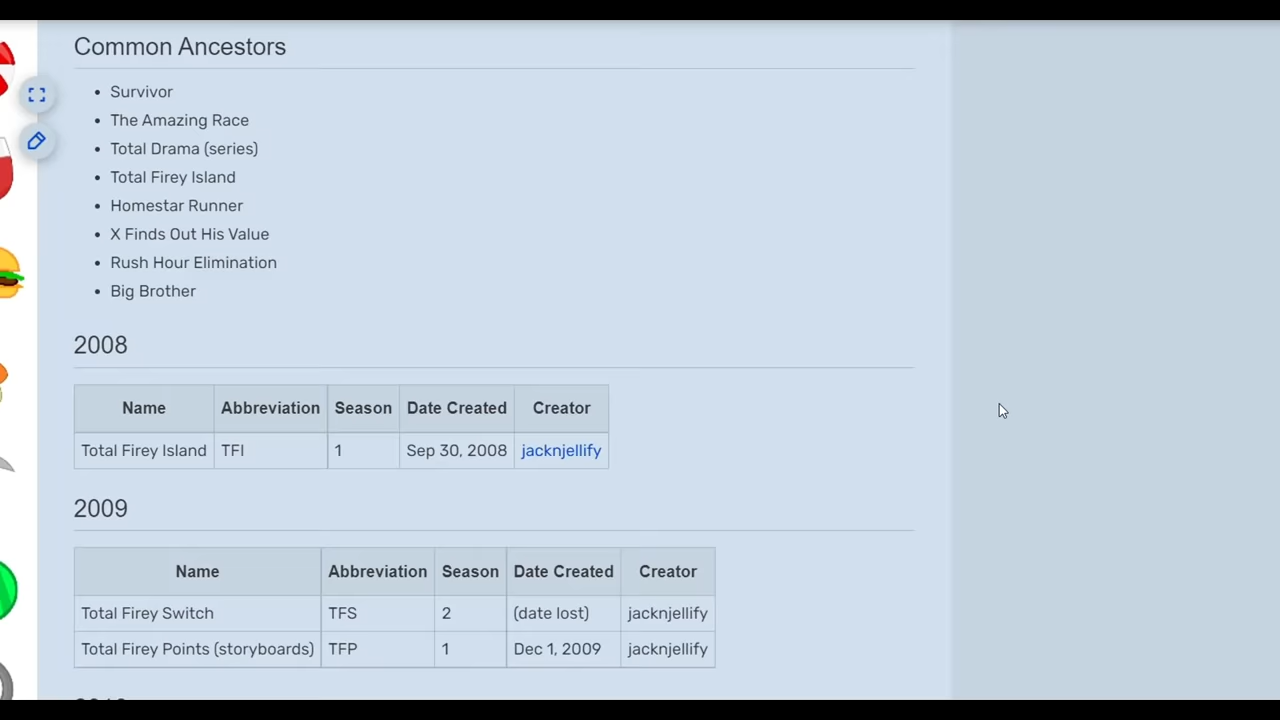 Common Ancestors
Survivor
The Amazing Race
Total Drama (series)
Total Firey Island
Homestar Runner
X Finds Out His Value
Rush Hour Elimination
Big Brother
2008
Name Abbreviation Season Date Created Creator
Total Firey Island TFI 1 Sep 30, 2008 jacknjellify
2009
Name Abbreviation Season Date Created Creator
Total Firey Switch TFS 2 (date lost) jacknjellify
Total Firey Points (storyboards) TFP 1 Dec 1, 2009 jacknjellify